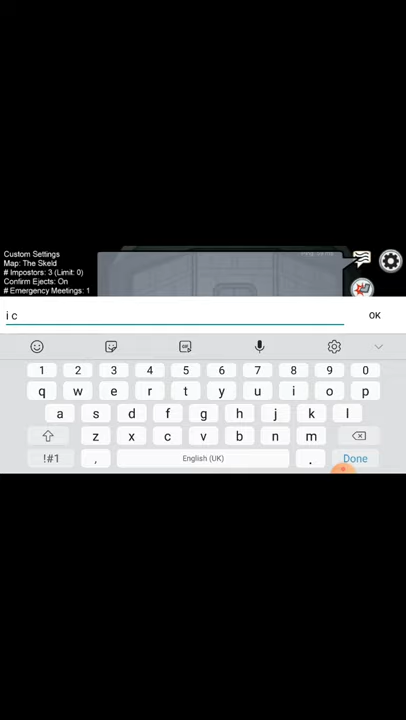 Custom Settings
Map: The Skeld
# Impostors: 3 (Limit: 0)
Confirm Ejects: On
# Emergency Meetings: 1
i c
OK
GIF
1 2 3 4 5 6 7 8 9 0
q w e r t y u i o p
a s d f g h j k l
z x c v b n m
!#1 , English (UK) . Done